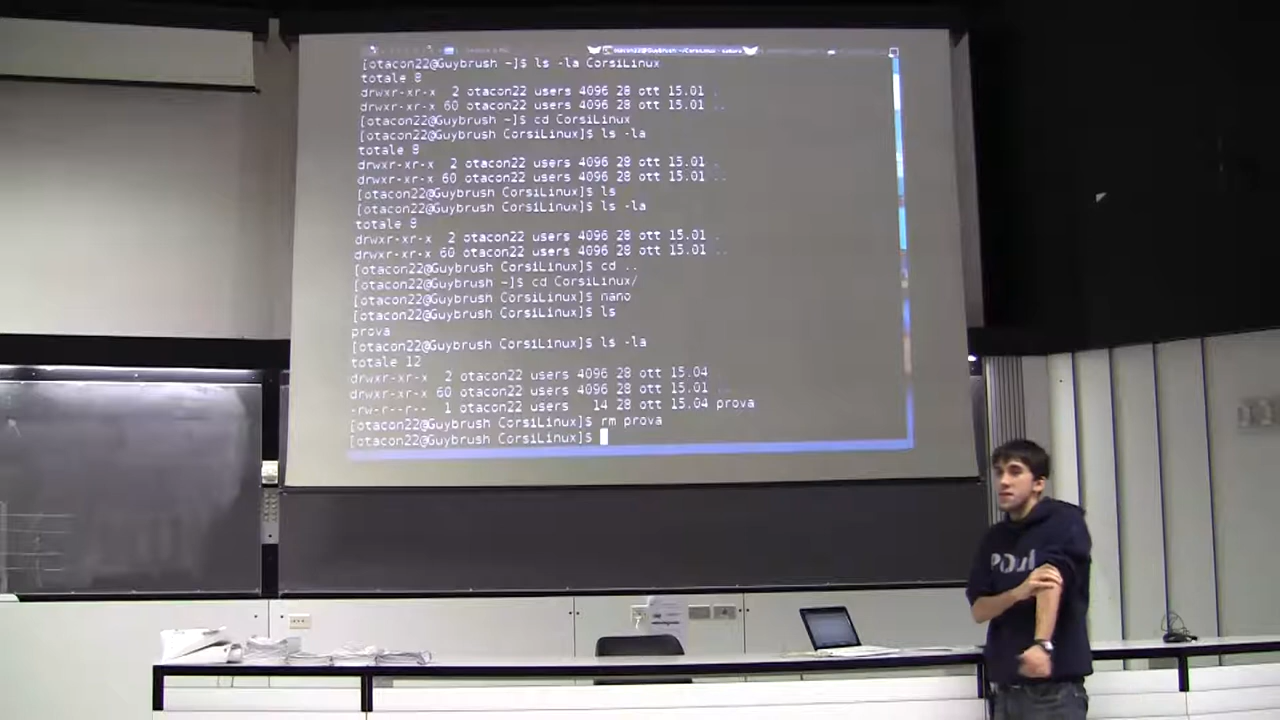 [otacon22@Guybrush ~]$ ls -la CorsiLinux
totale 8
drwxr-xr-x 2 otacon22 users 4096 28 ott 15.01 .
drwxr-xr-x 60 otacon22 users 4096 28 ott 15.01 ..
[otacon22@Guybrush ~]$ cd CorsiLinux
[otacon22@Guybrush CorsiLinux]$ ls -la
totale 8
drwxr-xr-x 2 otacon22 users 4096 28 ott 15.01 .
drwxr-xr-x 60 otacon22 users 4096 28 ott 15.01 ..
[otacon22@Guybrush CorsiLinux]$ ls
[otacon22@Guybrush CorsiLinux]$ ls -la
totale 8
drwxr-xr-x 2 otacon22 users 4096 28 ott 15.01 .
drwxr-xr-x 60 otacon22 users 4096 28 ott 15.01 ..
[otacon22@Guybrush CorsiLinux]$ cd ..
[otacon22@Guybrush ~]$ cd CorsiLinux/
[otacon22@Guybrush CorsiLinux]$ nano
[otacon22@Guybrush CorsiLinux]$ ls
prova
[otacon22@Guybrush CorsiLinux]$ ls -la
totale 12
drwxr-xr-x 2 otacon22 users 4096 28 ott 15.04 .
drwxr-xr-x 60 otacon22 users 4096 28 ott 15.01 ..
-rw-r--r-- 1 otacon22 users 14 28 ott 15.04 prova
[otacon22@Guybrush CorsiLinux]$ rm prova
[otacon22@Guybrush CorsiLinux]$
POul